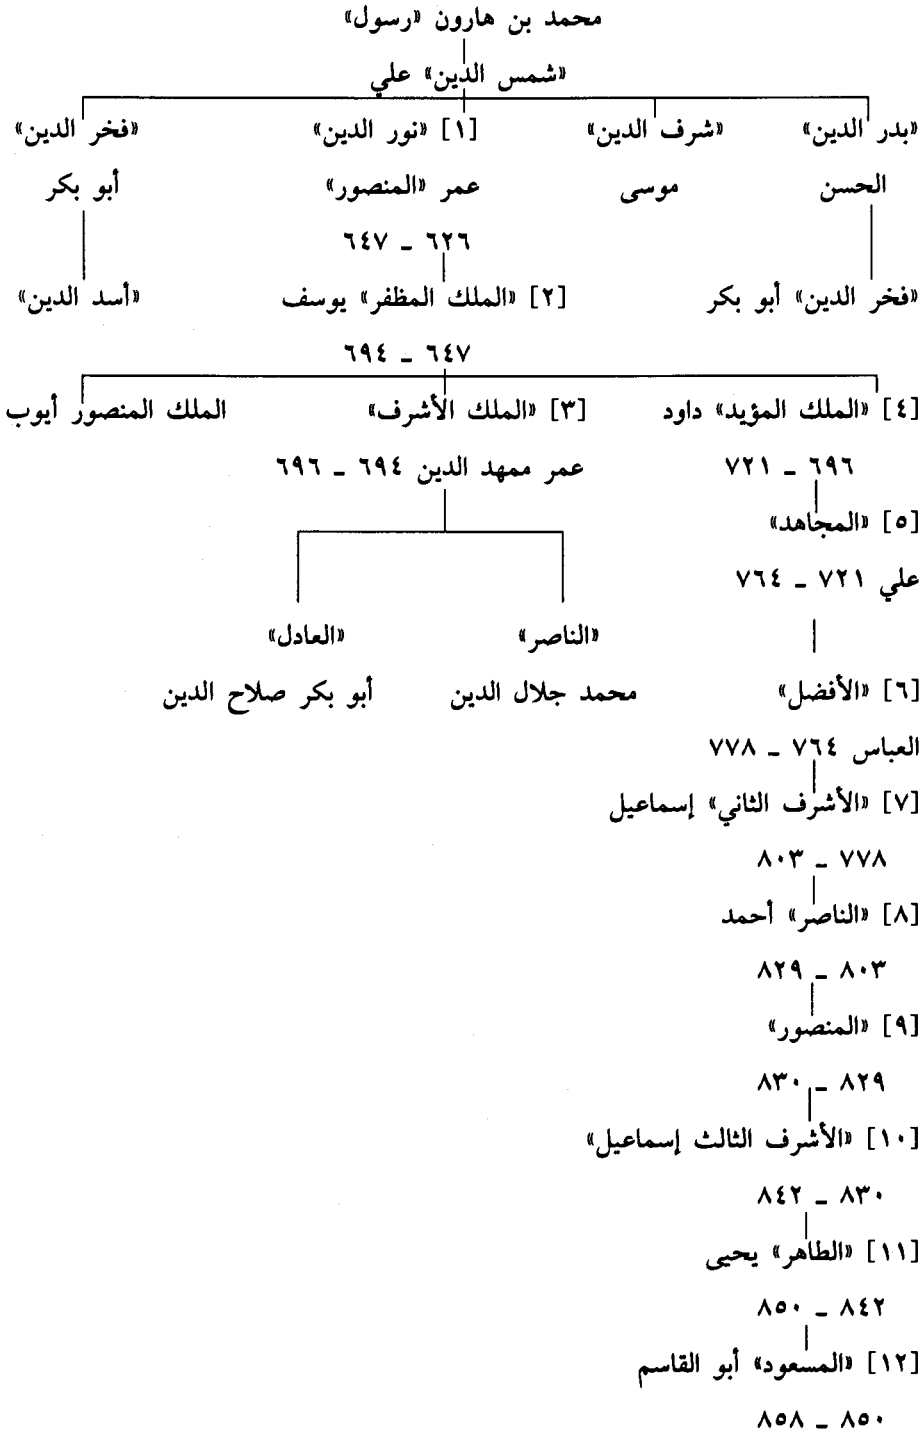 محمد بن هارون «رسول»
«شمس الدين» علي
«بدر الدين» «شرف الدين» [١] «نور الدين» «فخر الدين»
الحسن موسى عمر «المنصور» أبو بكر
٦٢٦ - ٦٤٧
«فخر الدين» أبو بكر [٢] «الملك المظفر» يوسف «أسد الدين»
٦٤٧ - ٦٩٤
[٤] «الملك المؤيد» داود [٣] «الملك الأشرف» الملك المنصور أيوب
٦٩٦ - ٧٢١ عمر ممهد الدين ٦٩٤ - ٦٩٦
[٥] «المجاهد»
علي ٧٢١ - ٧٦٤
«الناصر» «العادل»
[٦] «الأفضل» محمد جلال الدين أبو بكر صلاح الدين
العباس ٧٦٤ - ٧٧٨
[٧] «الأشرف الثاني» إسماعيل
٧٧٨ - ٨٠٣
[٨] «الناصر» أحمد
٨٠٣ - ٨٢٩
[٩] «المنصور»
٨٢٩ - ٨٣٠
[١٠] «الأشرف الثالث إسماعيل»
٨٣٠ - ٨٤٢
[١١] «الطاهر» يحيى
٨٤٢ - ٨٥٠
[١٢] «المسعود» أبو القاسم
٨٥٠ - ٨٥٨